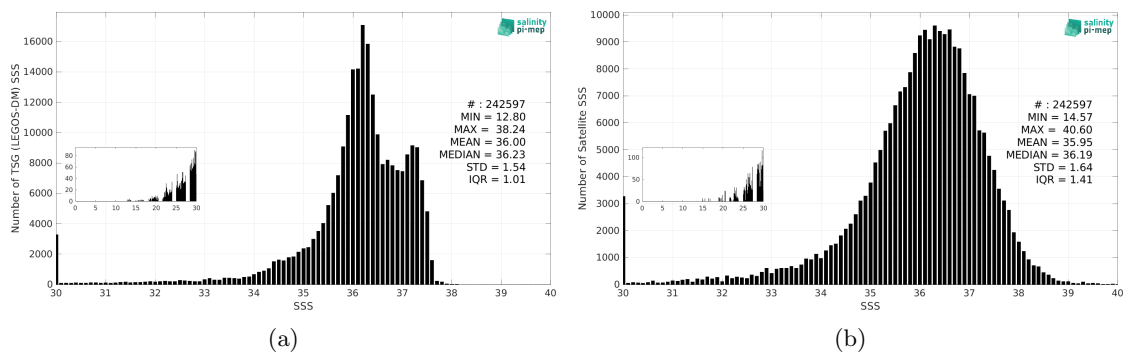 salinity
pi-mep
Number of TSG (LEGOS-DM) SSS
16000
14000
12000
10000
8000
6000
4000
2000
0
# : 242597
MIN = 12.80
MAX = 38.24
MEAN = 36.00
MEDIAN = 36.23
STD = 1.54
IQR = 1.01
80
60
40
20
0
0 5 10 15 20 25 30
30 31 32 33 34 35 36 37 38 39 40
SSS
(a)
salinity
pi-mep
Number of Satellite SSS
10000
9000
8000
7000
6000
5000
4000
3000
2000
1000
0
# : 242597
MIN = 14.57
MAX = 40.60
MEAN = 35.95
MEDIAN = 36.19
STD = 1.64
IQR = 1.41
100
50
0
0 5 10 15 20 25 30
30 31 32 33 34 35 36 37 38 39 40
SSS
(b)